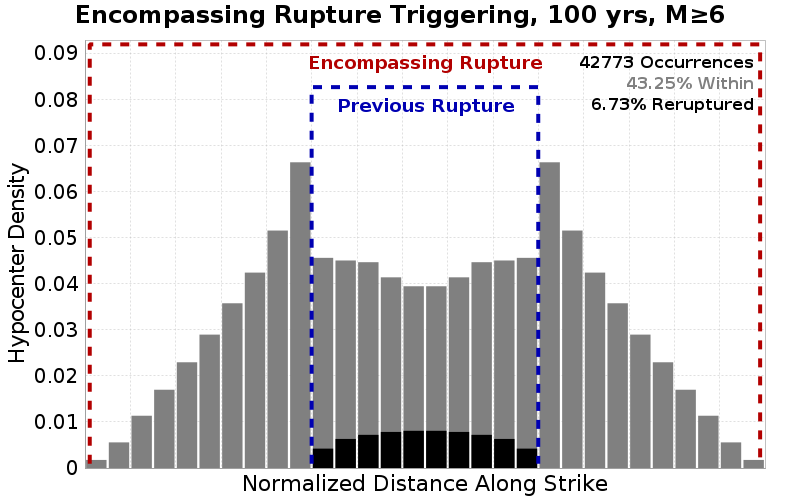 Encompassing Rupture Triggering, 100 yrs, M≥6
Encompassing Rupture
Previous Rupture
42773 Occurrences
43.25% Within
6.73% Reruptured
Hypocenter Density
0.09
0.08
0.07
0.06
0.05
0.04
0.03
0.02
0.01
0
Normalized Distance Along Strike